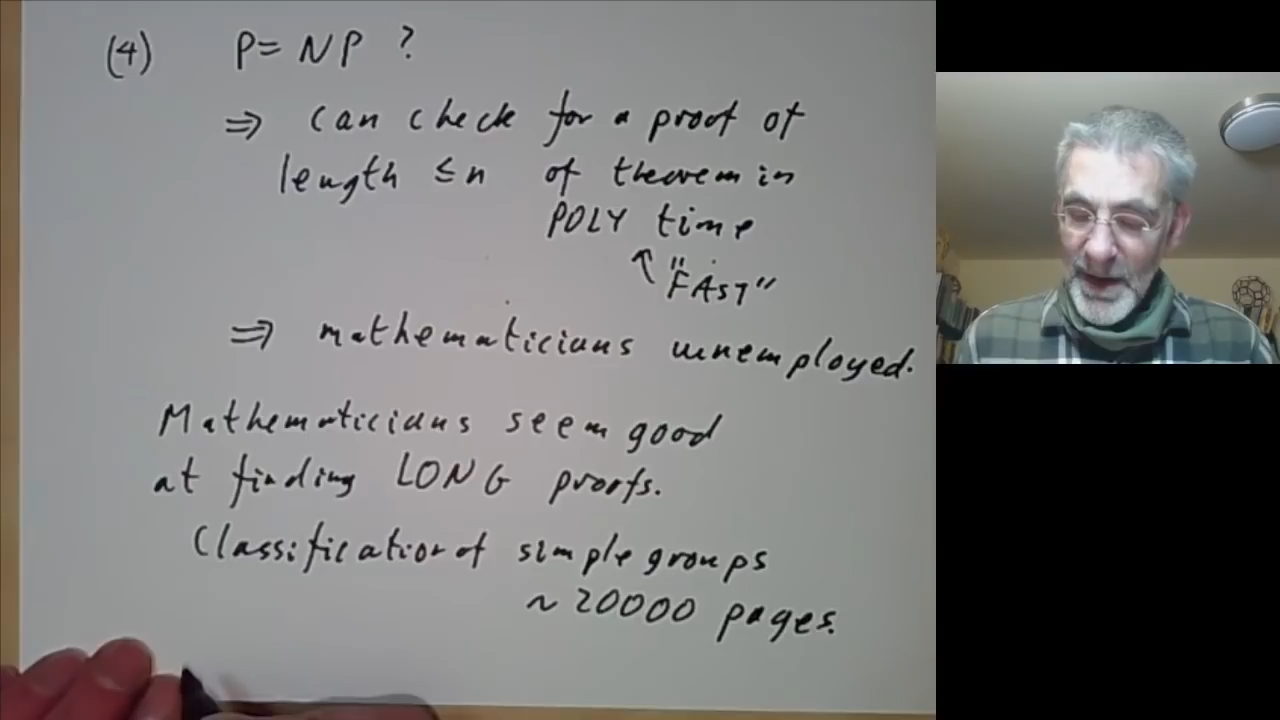 (4) P = NP ?
⇒ can check for a proof of
length ≤ n of theorem in
POLY time
↑ "FAST"
⇒ mathematicians unemployed.
Mathematicians seem good
at finding LONG proofs.
Classification of simple groups
~ 20000 pages.